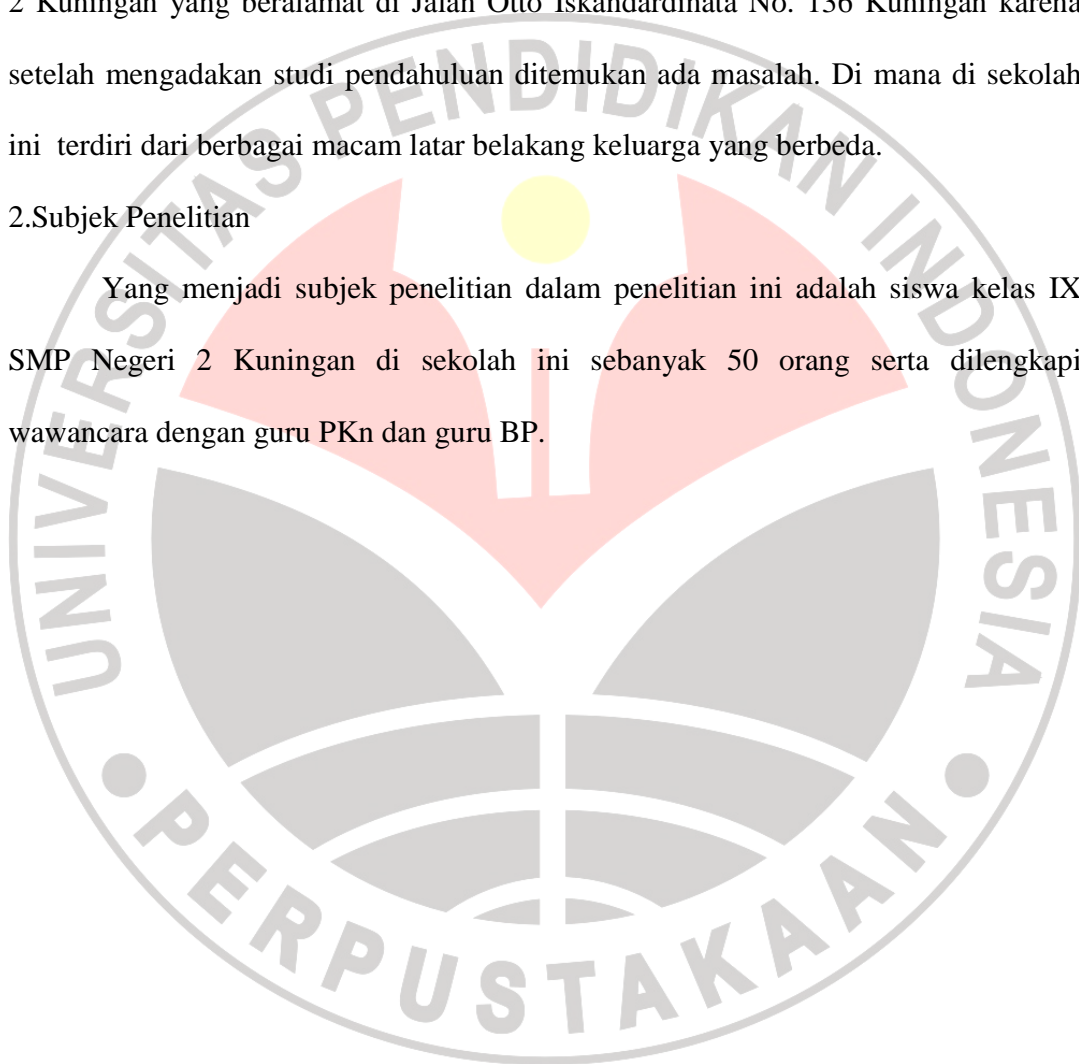 2 Kuningan yang beralamat di Jalan Otto Iskandardinata No. 136 Kuningan karena
setelah mengadakan studi pendahuluan ditemukan ada masalah. Di mana di sekolah
ini terdiri dari berbagai macam latar belakang keluarga yang berbeda.
2.Subjek Penelitian
Yang menjadi subjek penelitian dalam penelitian ini adalah siswa kelas IX
SMP Negeri 2 Kuningan di sekolah ini sebanyak 50 orang serta dilengkapi
wawancara dengan guru PKn dan guru BP.
UNIVERSITAS PENDIDIKAN INDONESIA
PERPUSTAKAAN